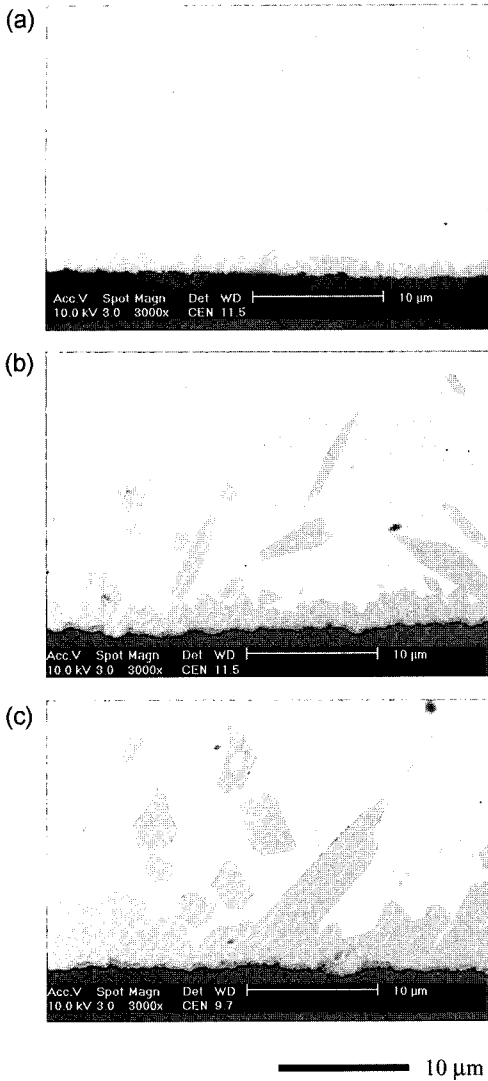 (a)
Acc.V Spot Magn Det WD 10 µm
10.0 kV 3.0 3000x CEN 11.5
(b)
Acc.V Spot Magn Det WD 10 µm
10.0 kV 3.0 3000x CEN 11.5
(c)
Acc.V Spot Magn Det WD 10 µm
10.0 kV 3.0 3000x CEN 9.7
10 µm